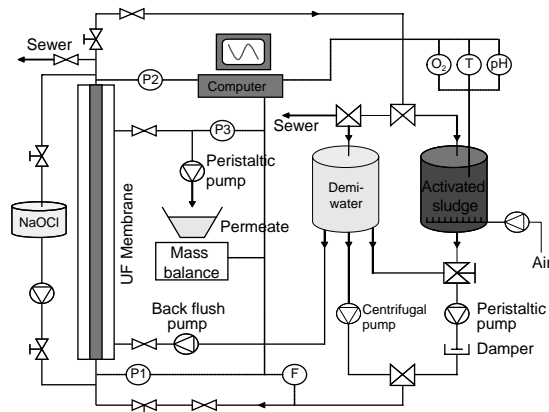 Sewer
P2
Computer
O2
T
pH
Sewer
P3
Peristaltic
pump
Demi-
water
Activated
sludge
NaOCl
UF Membrane
Permeate
Mass
balance
Air
Back flush
pump
Centrifugal
pump
Peristaltic
pump
Damper
P1
F